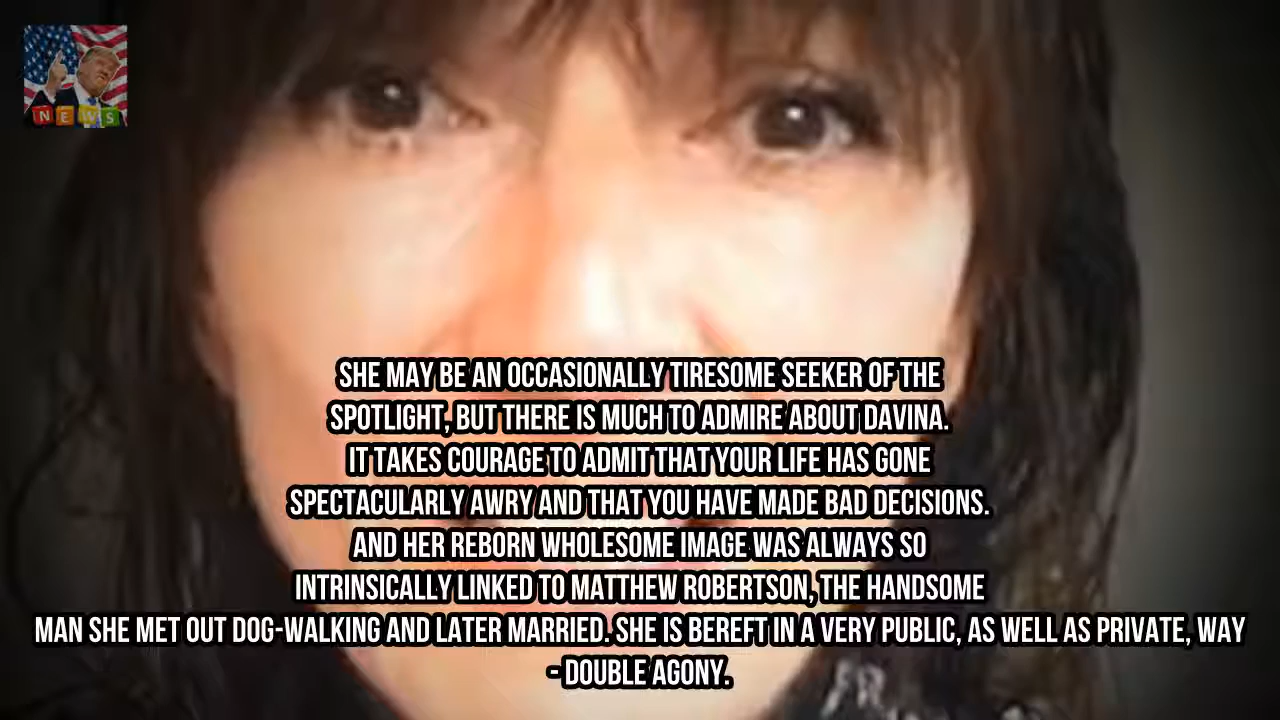 NEWS
SHE MAY BE AN OCCASIONALLY TIRESOME SEEKER OF THE
SPOTLIGHT, BUT THERE IS MUCH TO ADMIRE ABOUT DAVINA.
IT TAKES COURAGE TO ADMIT THAT YOUR LIFE HAS GONE
SPECTACULARLY AWRY AND THAT YOU HAVE MADE BAD DECISIONS.
AND HER REBORN WHOLESOME IMAGE WAS ALWAYS SO
INTRINSICALLY LINKED TO MATTHEW ROBERTSON, THE HANDSOME
MAN SHE MET OUT DOG-WALKING AND LATER MARRIED. SHE IS BEREFT IN A VERY PUBLIC, AS WELL AS PRIVATE, WAY
- DOUBLE AGONY.